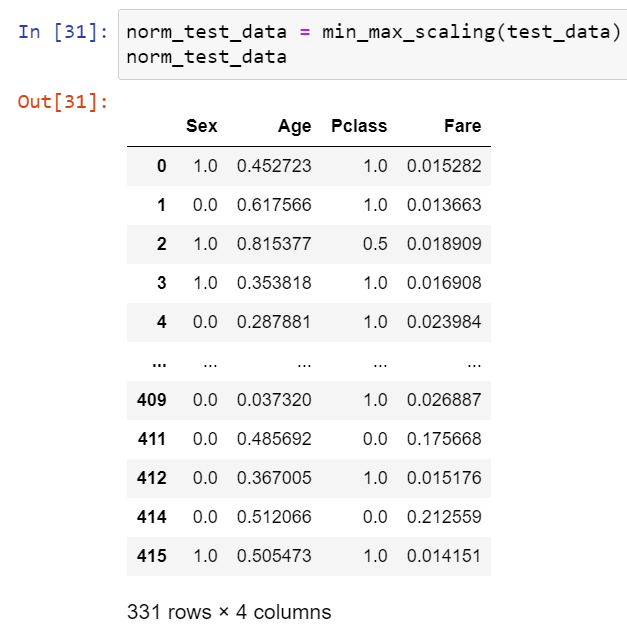 In [31]: norm_test_data = min_max_scaling(test_data)
norm_test_data
Out[31]:
Sex Age Pclass Fare
0 1.0 0.452723 1.0 0.015282
1 0.0 0.617566 1.0 0.013663
2 1.0 0.815377 0.5 0.018909
3 1.0 0.353818 1.0 0.016908
4 0.0 0.287881 1.0 0.023984
... ... ... ... ...
409 0.0 0.037320 1.0 0.026887
411 0.0 0.485692 0.0 0.175668
412 0.0 0.367005 1.0 0.015176
414 0.0 0.512066 0.0 0.212559
415 1.0 0.505473 1.0 0.014151
331 rows × 4 columns